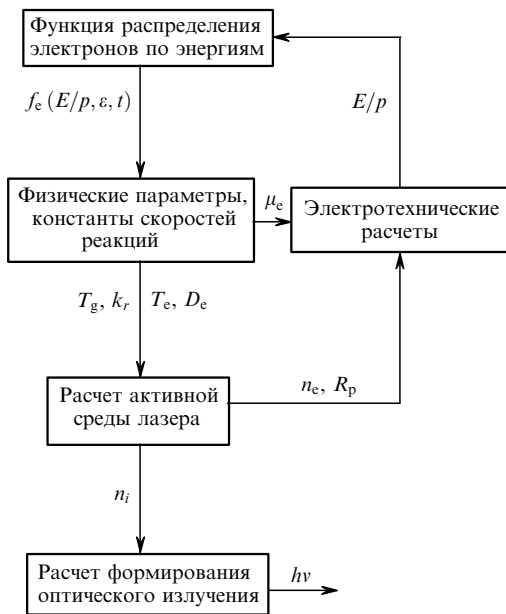 Функция распределения
электронов по энергиям
f_e (E/p, ε, t)
E/p
Физические параметры,
константы скоростей
реакций
μ_e
Электротехнические
расчеты
T_g, k_r T_e, D_e
Расчет активной
среды лазера
n_e, R_p
n_i
Расчет формирования
оптического излучения
hν